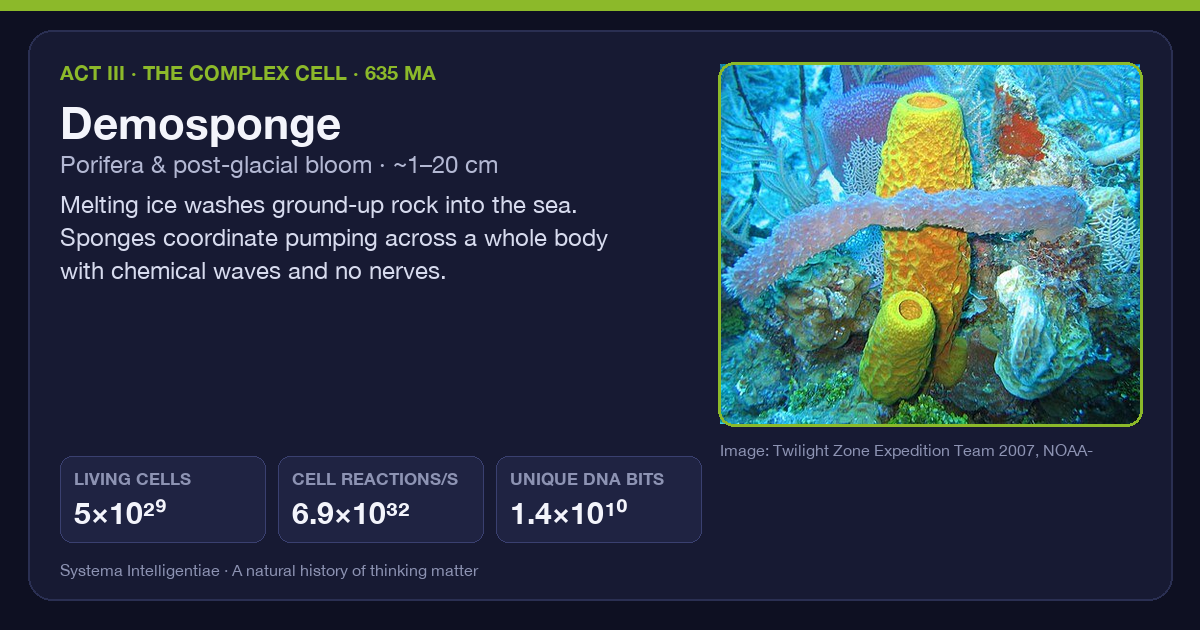 ACT III · THE COMPLEX CELL · 635 MA
Demosponge
Porifera & post-glacial bloom · ~1–20 cm
Melting ice washes ground-up rock into the sea.
Sponges coordinate pumping across a whole body
with chemical waves and no nerves.
Image: Twilight Zone Expedition Team 2007, NOAA-
LIVING CELLS
5×10²⁹
CELL REACTIONS/S
6.9×10³²
UNIQUE DNA BITS
1.4×10¹⁰
Systema Intelligentiae · A natural history of thinking matter